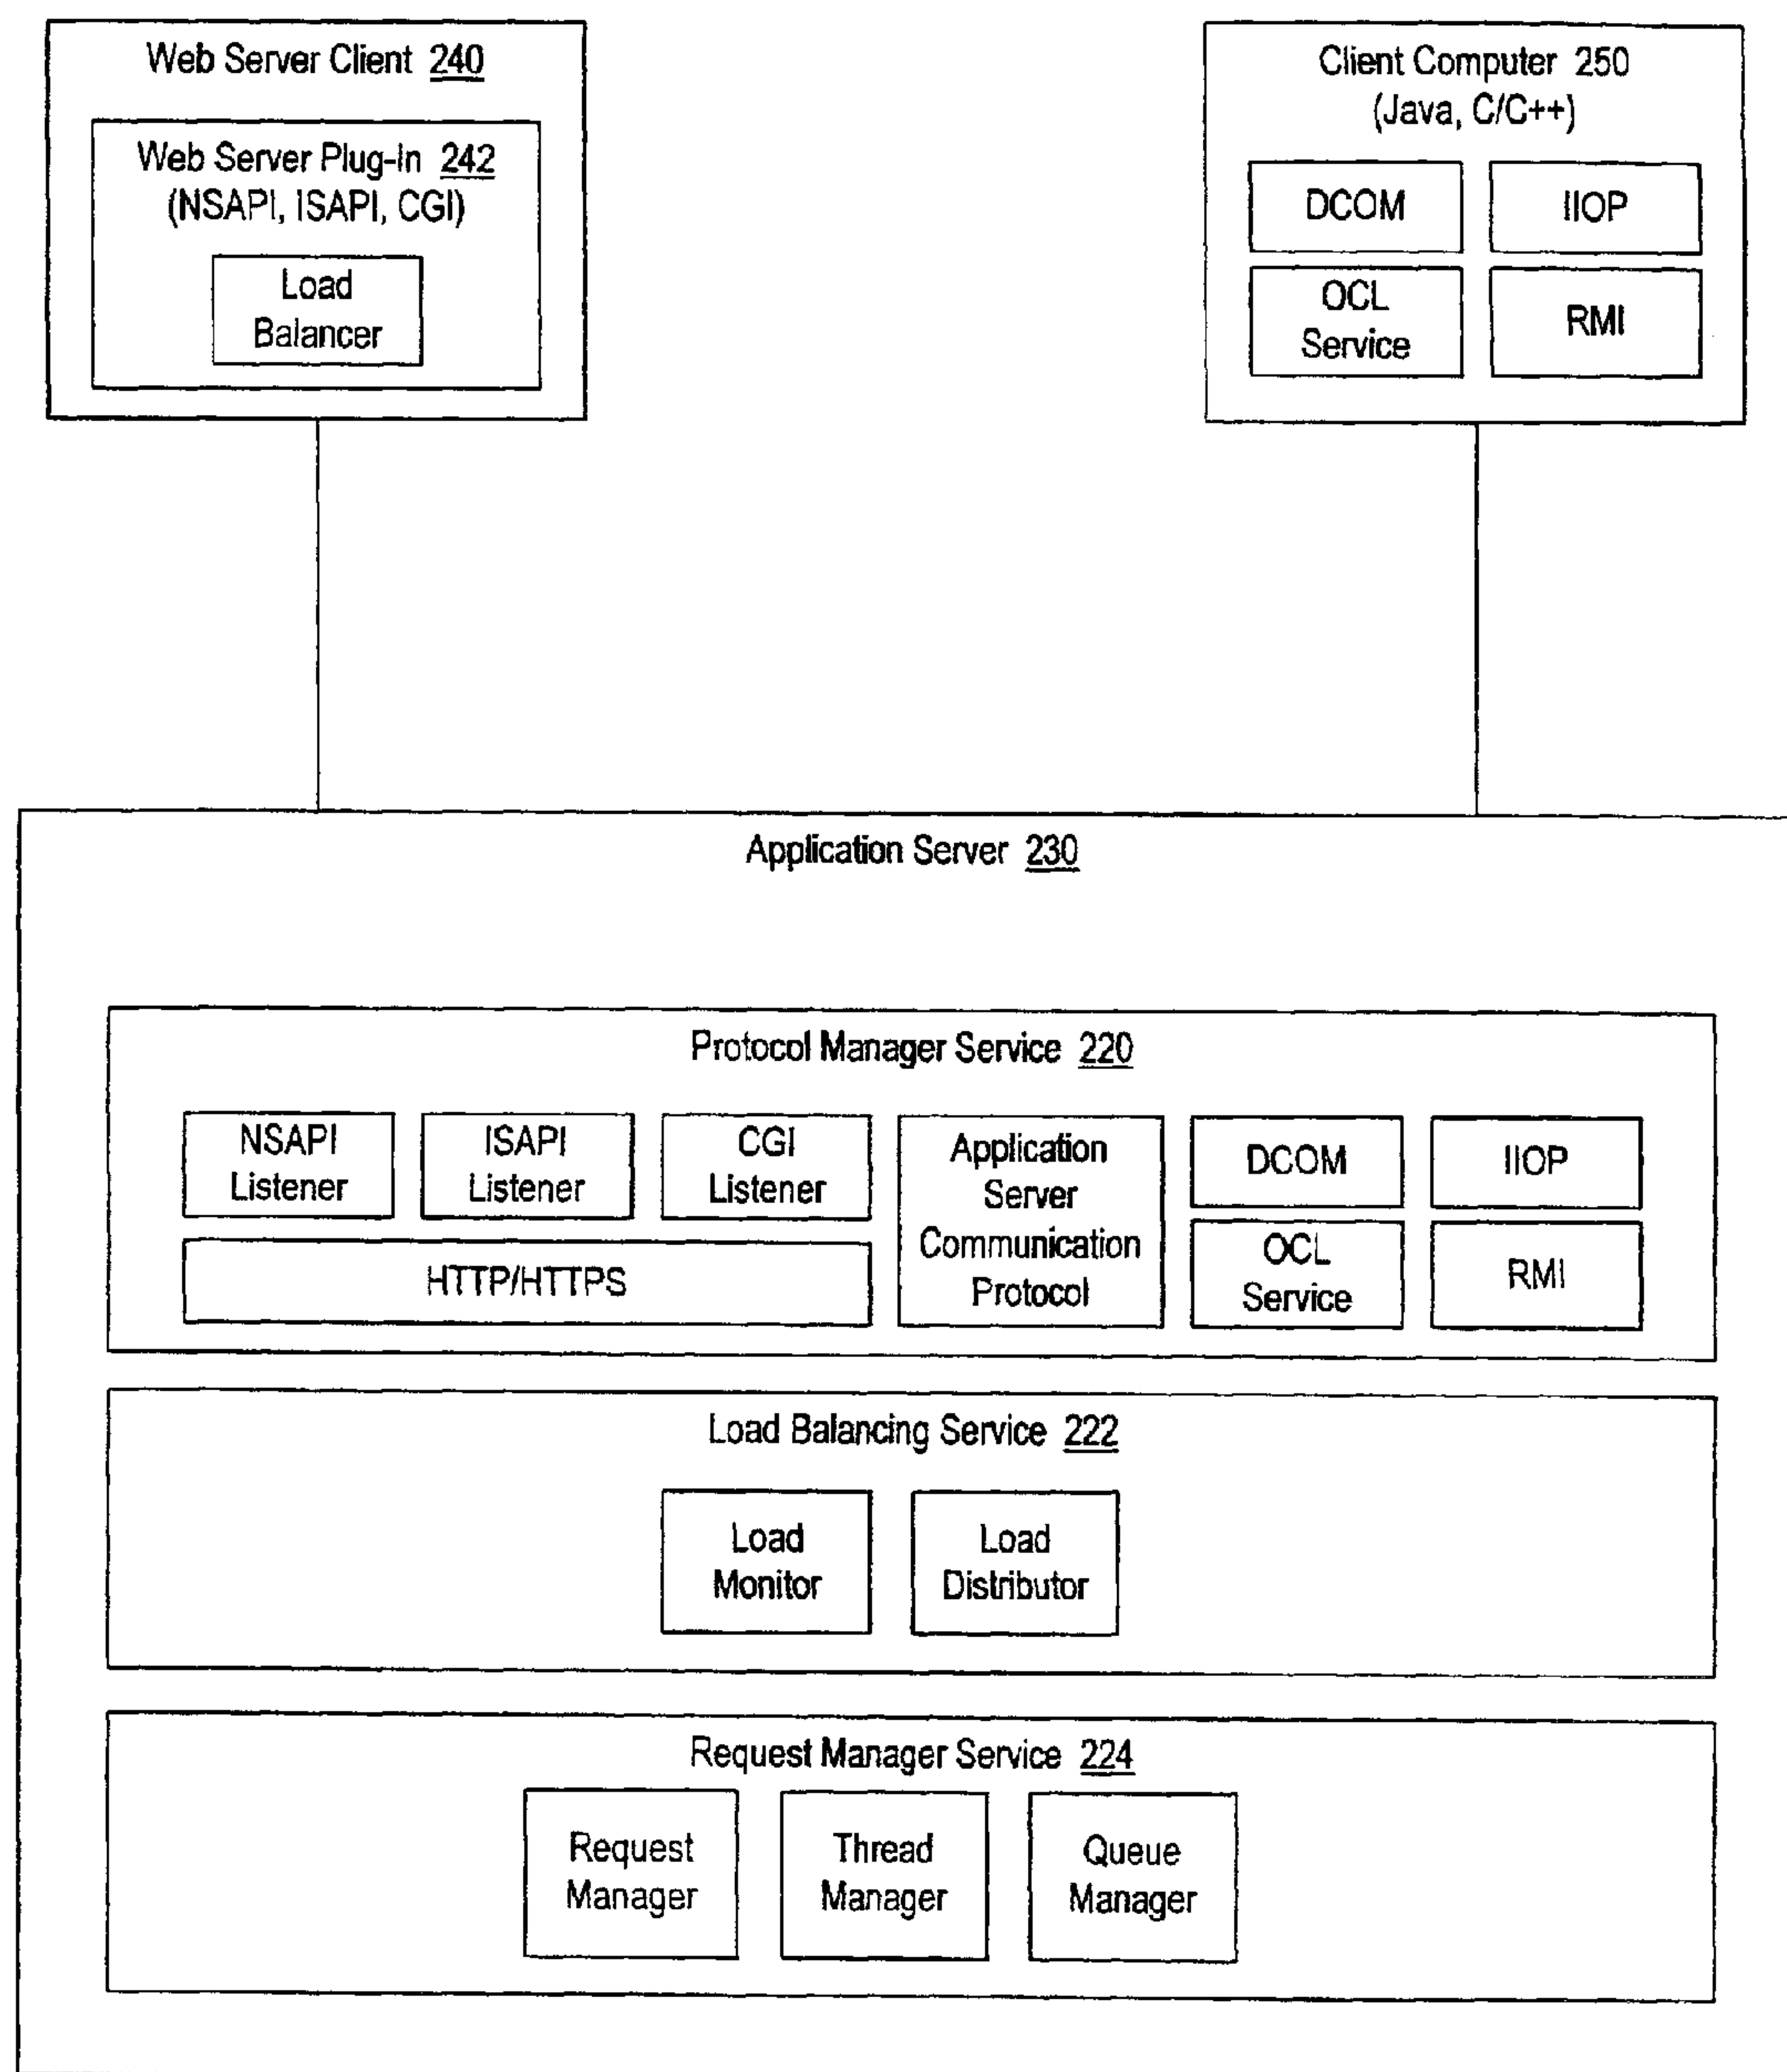 Web Server Client 240
Web Server Plug-In 242
(NSAPI, ISAPI, CGI)
Load
Balancer
Client Computer 250
(Java, C/C++)
DCOM
IIOP
OCL
Service
RMI
Application Server 230
Protocol Manager Service 220
NSAPI
Listener
ISAPI
Listener
CGI
Listener
HTTP/HTTPS
Application
Server
Communication
Protocol
DCOM
IIOP
OCL
Service
RMI
Load Balancing Service 222
Load
Monitor
Load
Distributor
Request Manager Service 224
Request
Manager
Thread
Manager
Queue
Manager